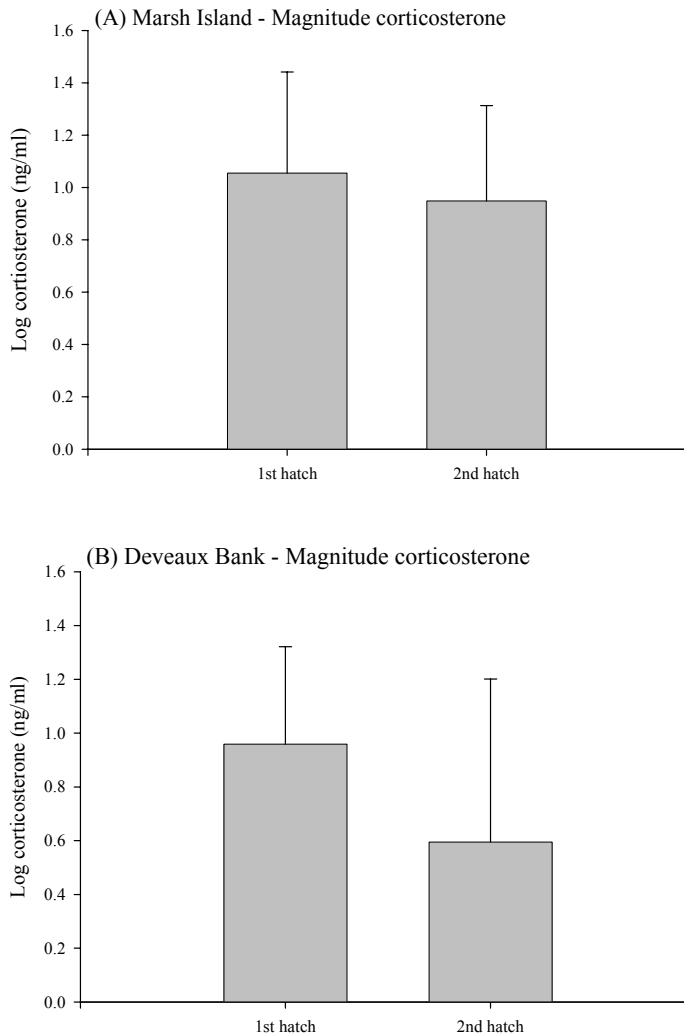 (A) Marsh Island - Magnitude corticosterone
1.6
1.4
1.2
1.0
0.8
0.6
0.4
0.2
0.0
Log cortiosterone (ng/ml)
1st hatch
2nd hatch
(B) Deveaux Bank - Magnitude corticosterone
1.6
1.4
1.2
1.0
0.8
0.6
0.4
0.2
0.0
Log corticosterone (ng/ml)
1st hatch
2nd hatch